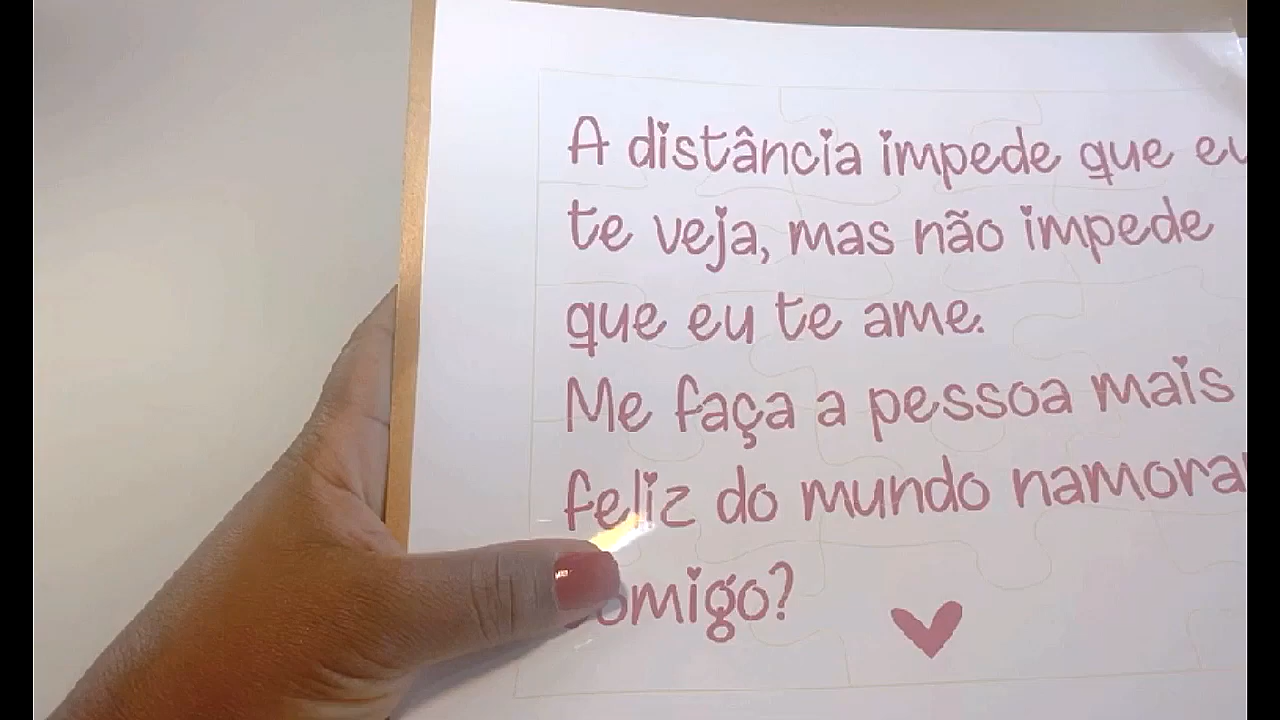 A distância impede que eu
te veja, mas não impede
que eu te ame.
Me faça a pessoa mais
feliz do mundo namora
omigo?